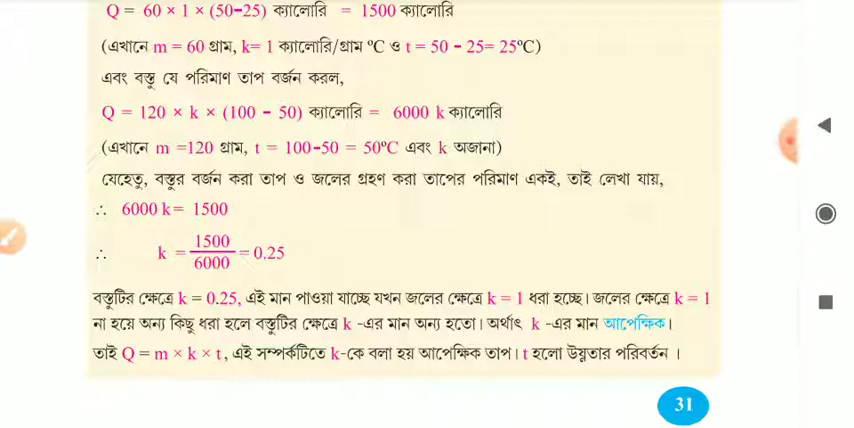 Q = 60 × 1 × (50–25) ক্যালোরি = 1500 ক্যালোরি
(এখানে m = 60 গ্রাম, k= 1 ক্যালোরি/গ্রাম ºC ও t = 50 – 25= 25ºC)
এবং বস্তু যে পরিমাণ তাপ বর্জন করল,
Q = 120 × k × (100 – 50) ক্যালোরি = 6000 k ক্যালোরি
(এখানে m =120 গ্রাম, t = 100–50 = 50ºC এবং k অজানা)
যেহেতু, বস্তুর বর্জন করা তাপ ও জলের গ্রহণ করা তাপের পরিমাণ একই, তাই লেখা যায়,
∴ 6000 k = 1500
∴ k = 1500/6000 = 0.25
বস্তুটির ক্ষেত্রে k = 0.25, এই মান পাওয়া যাচ্ছে যখন জলের ক্ষেত্রে k = 1 ধরা হচ্ছে। জলের ক্ষেত্রে k = 1
না হয়ে অন্য কিছু ধরা হলে বস্তুটির ক্ষেত্রে k -এর মান অন্য হতো। অর্থাৎ k -এর মান আপেক্ষিক।
তাই Q = m × k × t, এই সম্পর্কটিতে k-কে বলা হয় আপেক্ষিক তাপ। t হলো উষ্ণতার পরিবর্তন ।
31